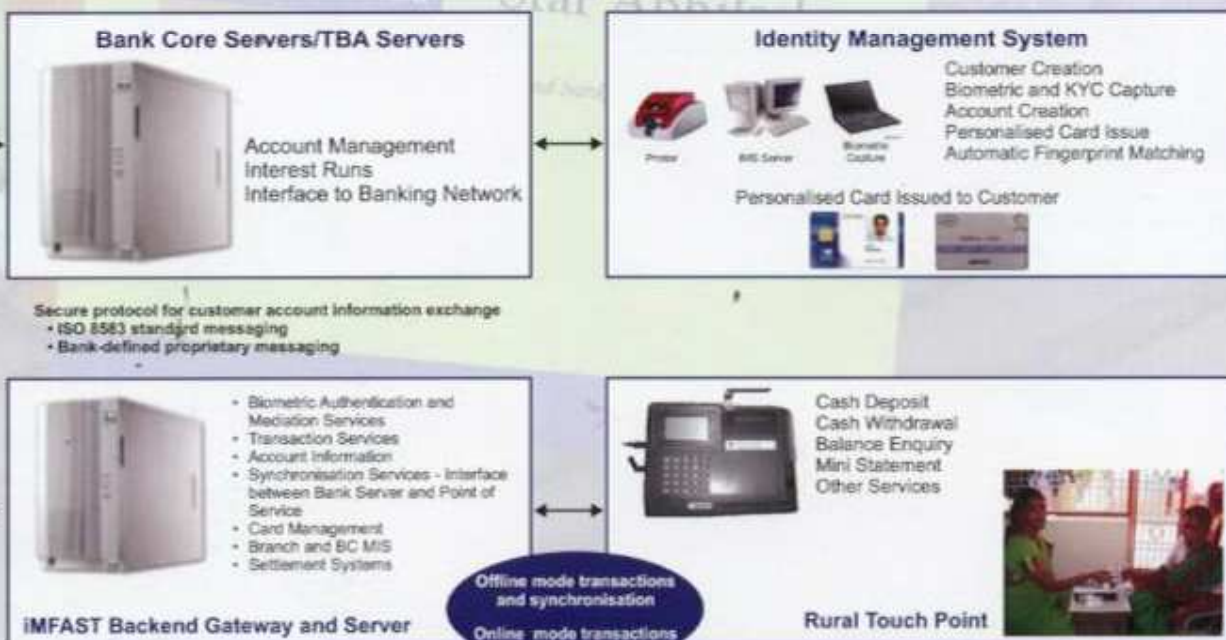 Bank Core Servers/TBA Servers
Account Management
Interest Runs
Interface to Banking Network
Identity Management System
Printer
IMS Server
Biometric
Capture
Customer Creation
Biometric and KYC Capture
Account Creation
Personalised Card Issue
Automatic Fingerprint Matching
Personalised Card Issued to Customer
Secure protocol for customer account information exchange
• ISO 8583 standard messaging
• Bank-defined proprietary messaging
• Biometric Authentication and
Mediation Services
• Transaction Services
• Account Information
• Synchronisation Services - Interface
between Bank Server and Point of
Service
• Card Management
• Branch and BC MIS
• Settlement Systems
iMFAST Backend Gateway and Server
Offline mode transactions
and synchronisation
Online mode transactions
Cash Deposit
Cash Withdrawal
Balance Enquiry
Mini Statement
Other Services
Rural Touch Point